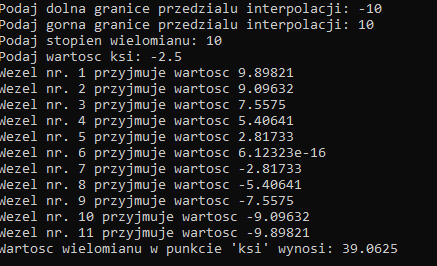 Podaj dolna granice przedzialu interpolacji: -10
Podaj gorna granice przedzialu interpolacji: 10
Podaj stopien wielomianu: 10
Podaj wartosc ksi: -2.5
Wezel nr. 1 przyjmuje wartosc 9.89821
Wezel nr. 2 przyjmuje wartosc 9.09632
Wezel nr. 3 przyjmuje wartosc 7.5575
Wezel nr. 4 przyjmuje wartosc 5.40641
Wezel nr. 5 przyjmuje wartosc 2.81733
Wezel nr. 6 przyjmuje wartosc 6.12323e-16
Wezel nr. 7 przyjmuje wartosc -2.81733
Wezel nr. 8 przyjmuje wartosc -5.40641
Wezel nr. 9 przyjmuje wartosc -7.5575
Wezel nr. 10 przyjmuje wartosc -9.09632
Wezel nr. 11 przyjmuje wartosc -9.89821
Wartosc wielomianu w punkcie 'ksi' wynosi: 39.0625